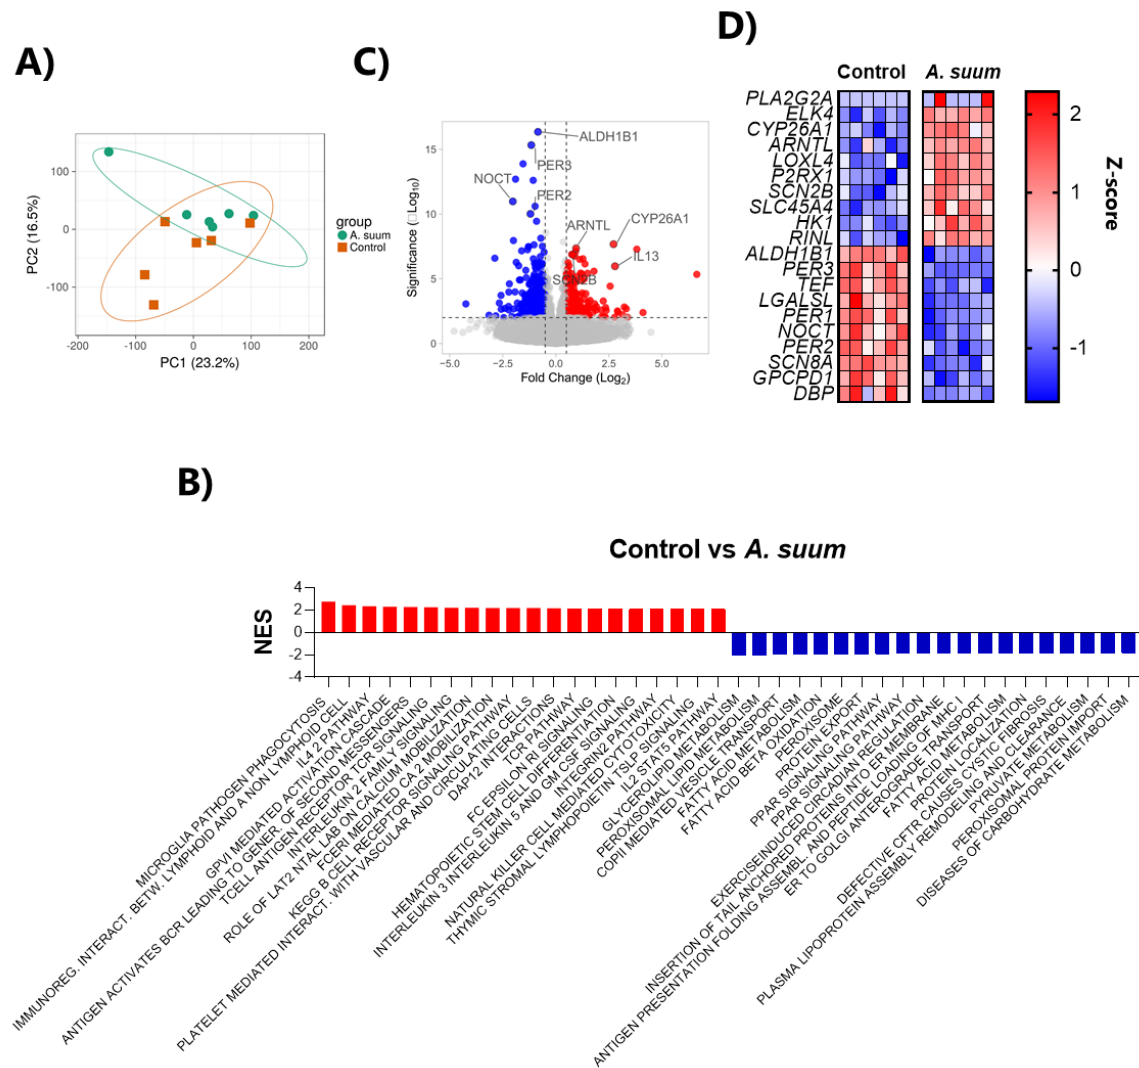 A)
PC2 (16.5%)
100
0
-100
-200
-100
0
100
200
PC1 (23.2%)
group
A. suum
Control
C)
Significance (□Log10)
15
10
5
0
ALDH1B1
PER3
NOCT
PER2
ARNTL
CYP26A1
IL13
SCN2B
−5.0
−2.5
0.0
2.5
5.0
Fold Change (Log2)
D)
Control
A. suum
PLA2G2A
ELK4
CYP26A1
ARNTL
LOXL4
P2RX1
SCN2B
SLC45A4
HK1
RINL
ALDH1B1
PER3
TEF
LGALSL
PER1
NOCT
PER2
SCN8A
GPCPD1
DBP
2
1
0
-1
Z-score
B)
Control vs A. suum
NES
4
2
0
-2
-4
MICROGLIA PATHOGEN PHAGOCYTOSIS
IMMUNOREG. INTERACT. BETW. LYMPHOID AND A NON LYMPHOID CELL
IL 2 PATHWAY
GPVI MEDIATED ACTIVATION CASCADE
ANTIGEN ACTIVATES BCR LEADING TO GENER. OF SECOND MESSENGERS
TCELL ANTIGEN RECEPTOR TCR SIGNALING
INTERLEUKIN 2 FAMILY SIGNALING
ROLE OF LAT2 NTAL LAB ON CALCIUM MOBILIZATION
FCERI MEDIATED CA 2 MOBILIZATION
KEGG B CELL RECEPTOR SIGNALING PATHWAY
PLATELET MEDIATED INTERACT. WITH VASCULAR AND CIRCULATING CELLS
DAP12 INTERACTIONS
TCR PATHWAY
FC EPSILON RI SIGNALING
HEMATOPOIETIC STEM CELL DIFFERENTIATION
INTERLEUKIN 3 INTERLEUKIN 5 AND GM CSF SIGNALING
INTEGRIN2 PATHWAY
NATURAL KILLER CELL MEDIATED CYTOTOXICITY
THYMIC STROMAL LYMPHOPOIETIN TSLP SIGNALING
IL2 STAT5 PATHWAY
GLYCEROLIPID METABOLISM
PEROXISOMAL LIPID METABOLISM
COPII MEDIATED VESICLE TRANSPORT
FATTY ACID METABOLISM
FATTY ACID BETA OXIDATION
PEROXISOME
PROTEIN EXPORT
PPAR SIGNALING PATHWAY
PPAR SIGNALING PATHWAY
EXERCISEINDUCED CIRCADIAN REGULATION
INSERTION OF TAIL ANCHORED PROTEINS INTO ER MEMBRANE
ANTIGEN PRESENTATION FOLDING ASSEMBL. AND PEPTIDE LOADING OF MHC I
ER TO GOLGI ANTEROGRADE TRANSPORT
FATTY ACID METABOLISM
PROTEIN LOCALIZATION
DEFECTIVE CFTR CAUSES CYSTIC FIBROSIS
PLASMA LIPOPROTEIN ASSEMBLY REMODELING AND CLEARANCE
PYRUVATE METABOLISM
PEROXISOMAL PROTEIN IMPORT
DISEASES OF CARBOHYDRATE METABOLISM